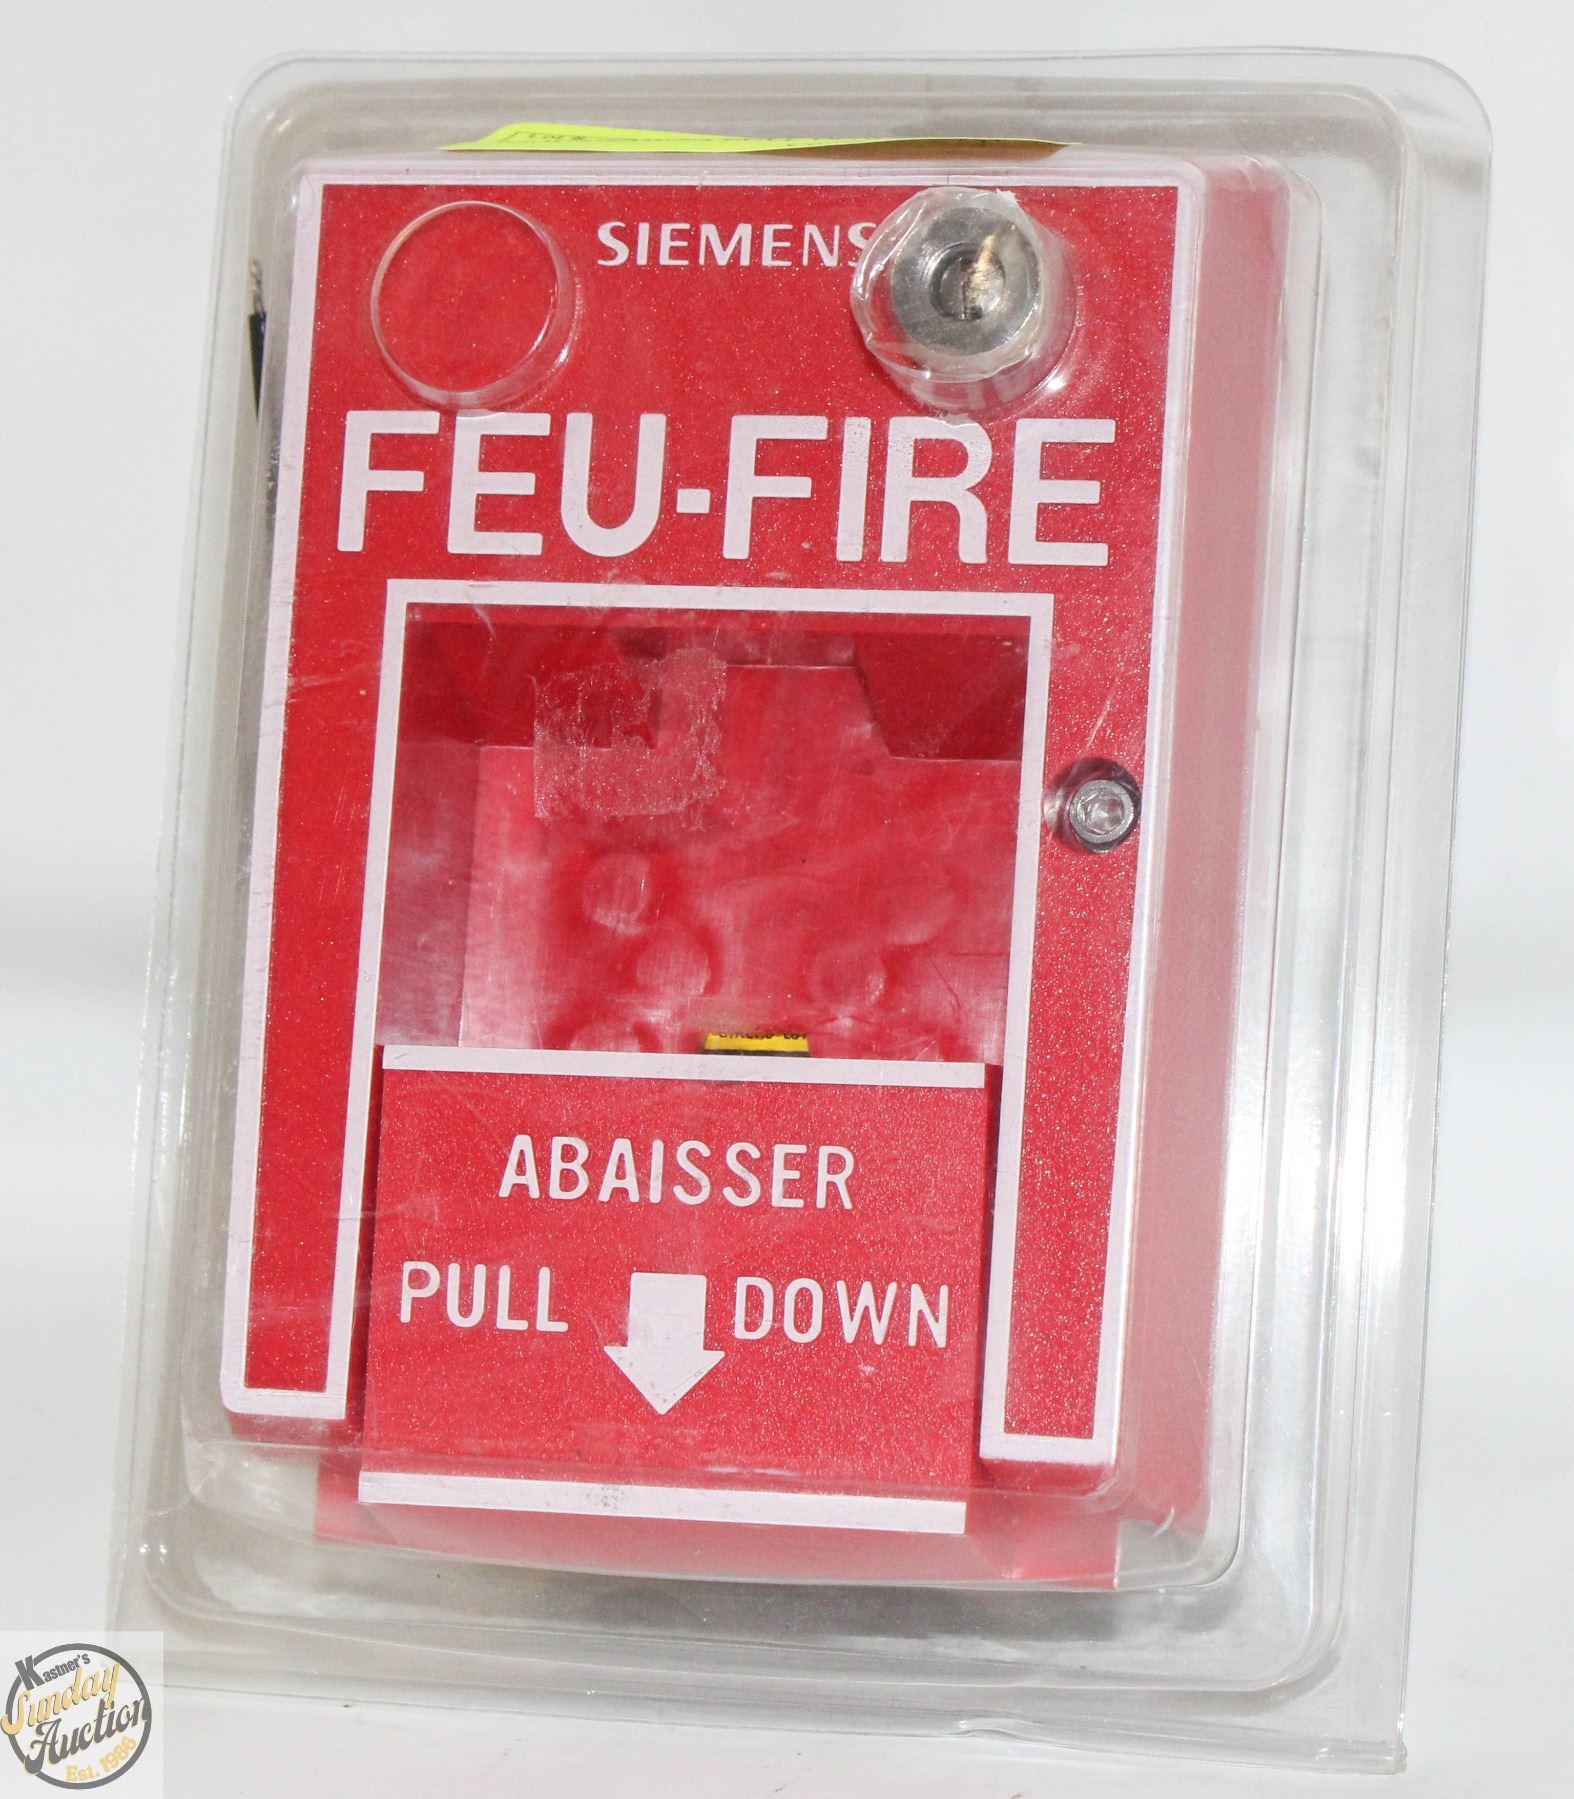 SIEMENS
FEU-FIRE
ABAISSER
PULL DOWN
Kastner's
Sunday
Auction
Est. 1986